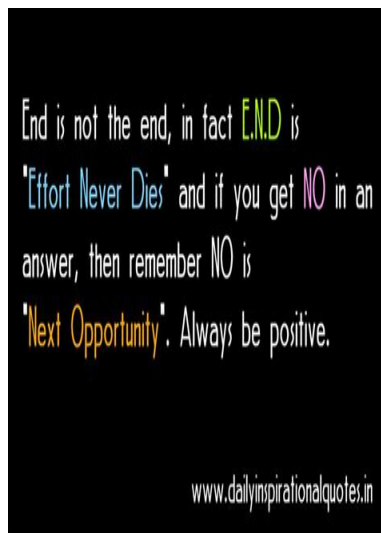 End is not the end, in fact E.N.D is
"Effort Never Dies" and if you get NO in an
answer, then remember NO is
"Next Opportunity". Always be positive.
www.dailyinspirationalquotes.in